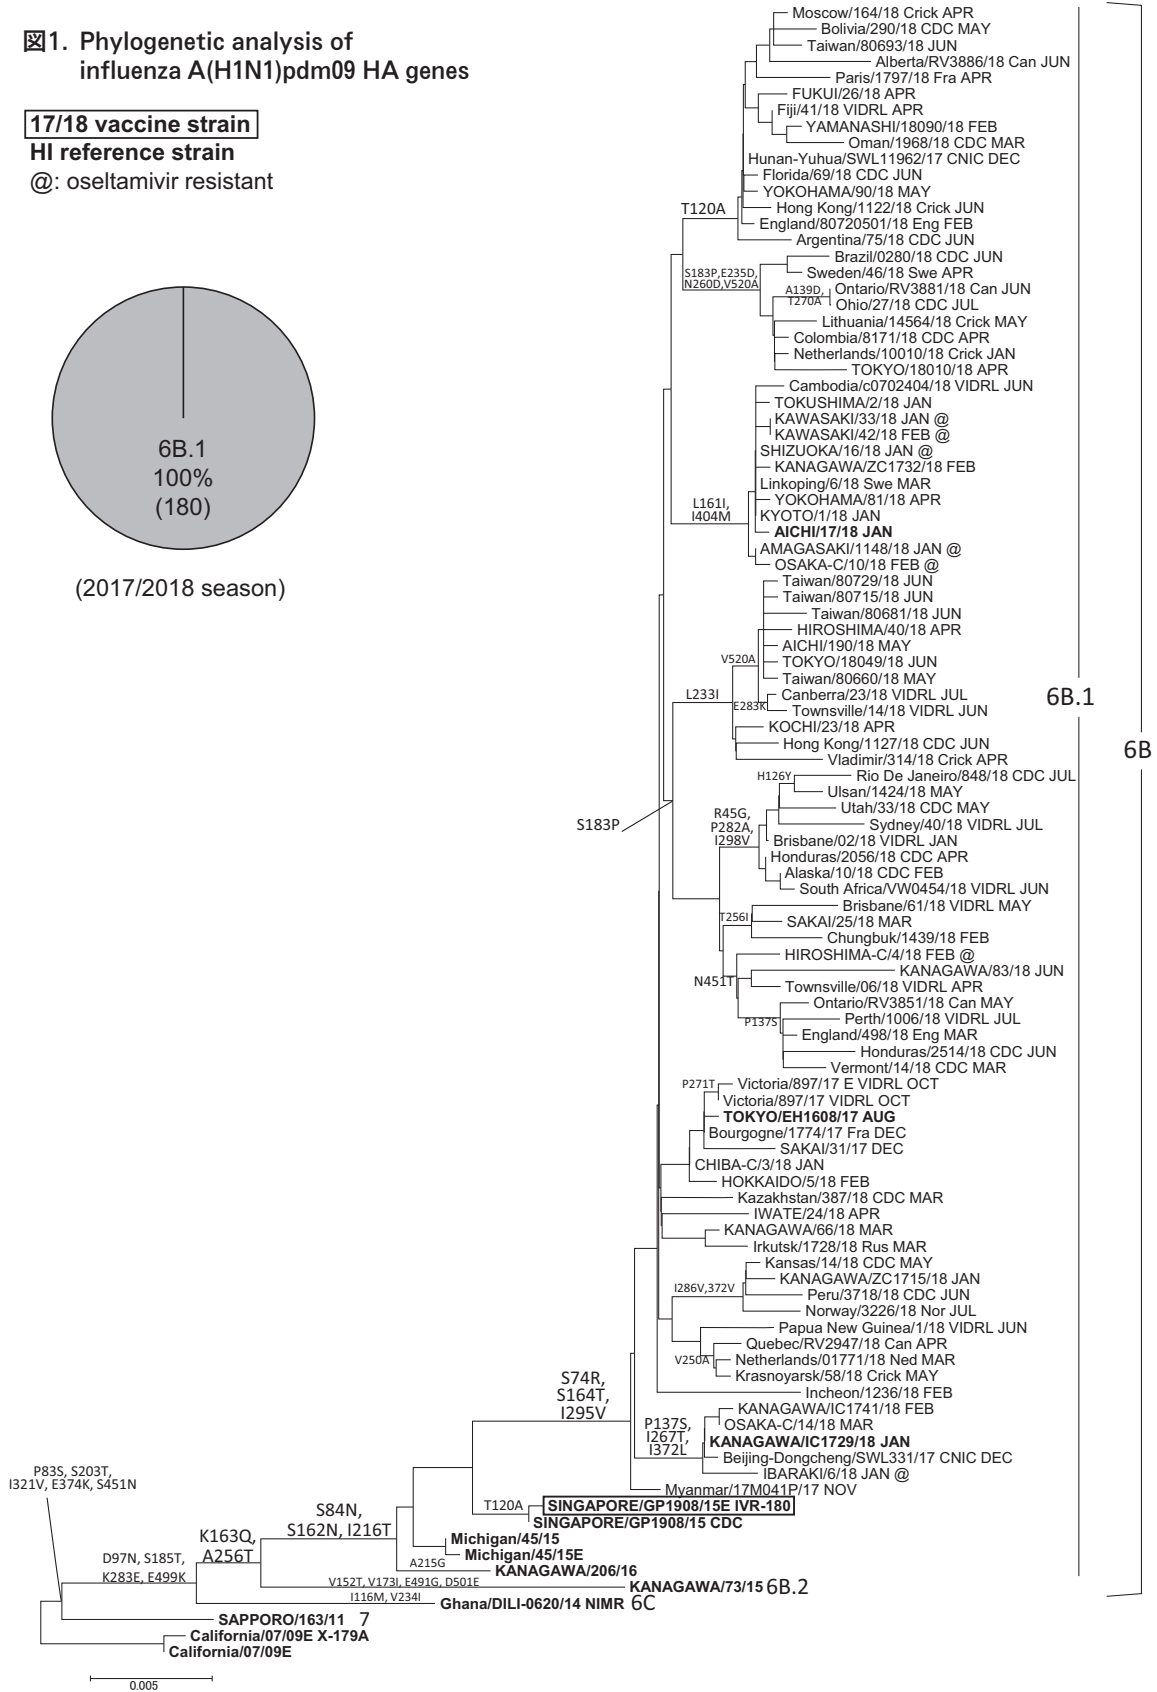 図1. Phylogenetic analysis of
influenza A(H1N1)pdm09 HA genes
17/18 vaccine strain
HI reference strain
@: oseltamivir resistant
6B.1
100%
(180)
(2017/2018 season)
Moscow/164/18 Crick APR
Bolivia/290/18 CDC MAY
Taiwan/80693/18 JUN
Alberta/RV3886/18 Can JUN
Paris/1797/18 Fra APR
FUKUI/26/18 APR
Fiji/41/18 VIDRL APR
YAMANASHI/18090/18 FEB
Oman/1968/18 CDC MAR
Hunan-Yuhua/SWL11962/17 CNIC DEC
Florida/69/18 CDC JUN
YOKOHAMA/90/18 MAY
T120A
Hong Kong/1122/18 Crick JUN
England/80720501/18 Eng FEB
Argentina/75/18 CDC JUN
Brazil/0280/18 CDC JUN
S183P,E235D,
N260D,V520A
Sweden/46/18 Swe APR
A139D,
T270A
Ontario/RV3881/18 Can JUN
Ohio/27/18 CDC JUL
Lithuania/14564/18 Crick MAY
Colombia/8171/18 CDC APR
Netherlands/10010/18 Crick JAN
TOKYO/18010/18 APR
Cambodia/c0702404/18 VIDRL JUN
TOKUSHIMA/2/18 JAN
KAWASAKI/33/18 JAN @
KAWASAKI/42/18 FEB @
SHIZUOKA/16/18 JAN @
KANAGAWA/ZC1732/18 FEB
Linkoping/6/18 Swe MAR
L161I,
I404M
YOKOHAMA/81/18 APR
KYOTO/1/18 JAN
AICHI/17/18 JAN
AMAGASAKI/1148/18 JAN @
OSAKA-C/10/18 FEB @
Taiwan/80729/18 JUN
Taiwan/80715/18 JUN
Taiwan/80681/18 JUN
HIROSHIMA/40/18 APR
AICHI/190/18 MAY
V520A
TOKYO/18049/18 JUN
Taiwan/80660/18 MAY
L233I
Canberra/23/18 VIDRL JUL
E283K
Townsville/14/18 VIDRL JUN
6B.1
KOCHI/23/18 APR
Hong Kong/1127/18 CDC JUN
6B
Vladimir/314/18 Crick APR
H126Y
Rio De Janeiro/848/18 CDC JUL
Ulsan/1424/18 MAY
Utah/33/18 CDC MAY
S183P
R45G,
P282A,
I298V
Sydney/40/18 VIDRL JUL
Brisbane/02/18 VIDRL JAN
Honduras/2056/18 CDC APR
Alaska/10/18 CDC FEB
South Africa/VW0454/18 VIDRL JUN
Brisbane/61/18 VIDRL MAY
T256I
SAKAI/25/18 MAR
Chungbuk/1439/18 FEB
HIROSHIMA-C/4/18 FEB @
KANAGAWA/83/18 JUN
N451T
Townsville/06/18 VIDRL APR
Ontario/RV3851/18 Can MAY
P137S
Perth/1006/18 VIDRL JUL
England/498/18 Eng MAR
Honduras/2514/18 CDC JUN
Vermont/14/18 CDC MAR
P271T
Victoria/897/17 E VIDRL OCT
Victoria/897/17 VIDRL OCT
TOKYO/EH1608/17 AUG
Bourgogne/1774/17 Fra DEC
SAKAI/31/17 DEC
CHIBA-C/3/18 JAN
HOKKAIDO/5/18 FEB
Kazakhstan/387/18 CDC MAR
IWATE/24/18 APR
KANAGAWA/66/18 MAR
Irkutsk/1728/18 Rus MAR
Kansas/14/18 CDC MAY
I286V,372V
KANAGAWA/ZC1715/18 JAN
Peru/3718/18 CDC JUN
Norway/3226/18 Nor JUL
Papua New Guinea/1/18 VIDRL JUN
Quebec/RV2947/18 Can APR
V250A
Netherlands/01771/18 Ned MAR
Krasnoyarsk/58/18 Crick MAY
S74R,
S164T,
I295V
Incheon/1236/18 FEB
KANAGAWA/IC1741/18 FEB
P137S,
I267T,
I372L
OSAKA-C/14/18 MAR
KANAGAWA/IC1729/18 JAN
Beijing-Dongcheng/SWL331/17 CNIC DEC
IBARAKI/6/18 JAN @
Myanmar/17M041P/17 NOV
P83S, S203T,
I321V, E374K, S451N
T120A
SINGAPORE/GP1908/15E IVR-180
SINGAPORE/GP1908/15 CDC
S84N,
S162N, I216T
K163Q,
A256T
Michigan/45/15
Michigan/45/15E
A215G
KANAGAWA/206/16
D97N, S185T,
K283E, E499K
V152T, V173I, E491G, D501E
KANAGAWA/73/15 6B.2
I116M, V234I
Ghana/DILI-0620/14 NIMR 6C
SAPPORO/163/11 7
California/07/09E X-179A
California/07/09E
0.005